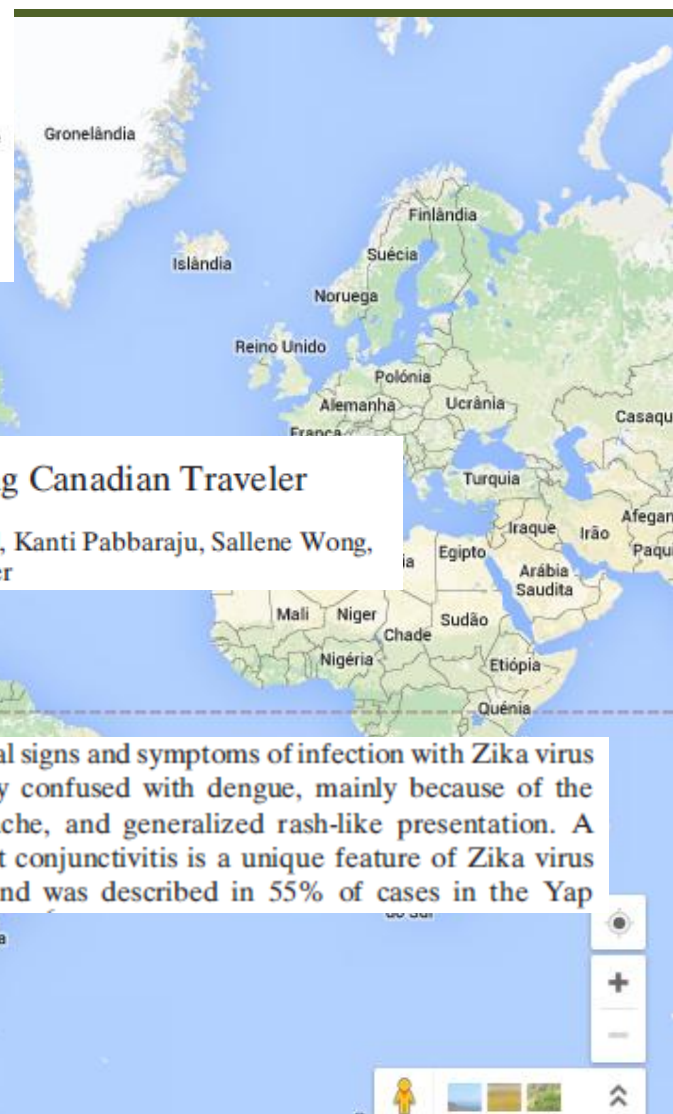 Gronelândia
Finlândia
Suécia
Islândia
Noruega
Reino Unido
Polónia
Alemanha
Ucrânia
Casaqu
França
g Canadian Traveler
, Kanti Pabbaraju, Sallene Wong,
er
Turquia
Iraque
Irão
Afegan
Paqui
ia
Egipto
Arábia
Saudita
Mali
Niger
Chade
Sudão
Nigéria
Etiópia
Quénia
al signs and symptoms of infection with Zika virus
y confused with dengue, mainly because of the
che, and generalized rash-like presentation. A
t conjunctivitis is a unique feature of Zika virus
nd was described in 55% of cases in the Yap
a